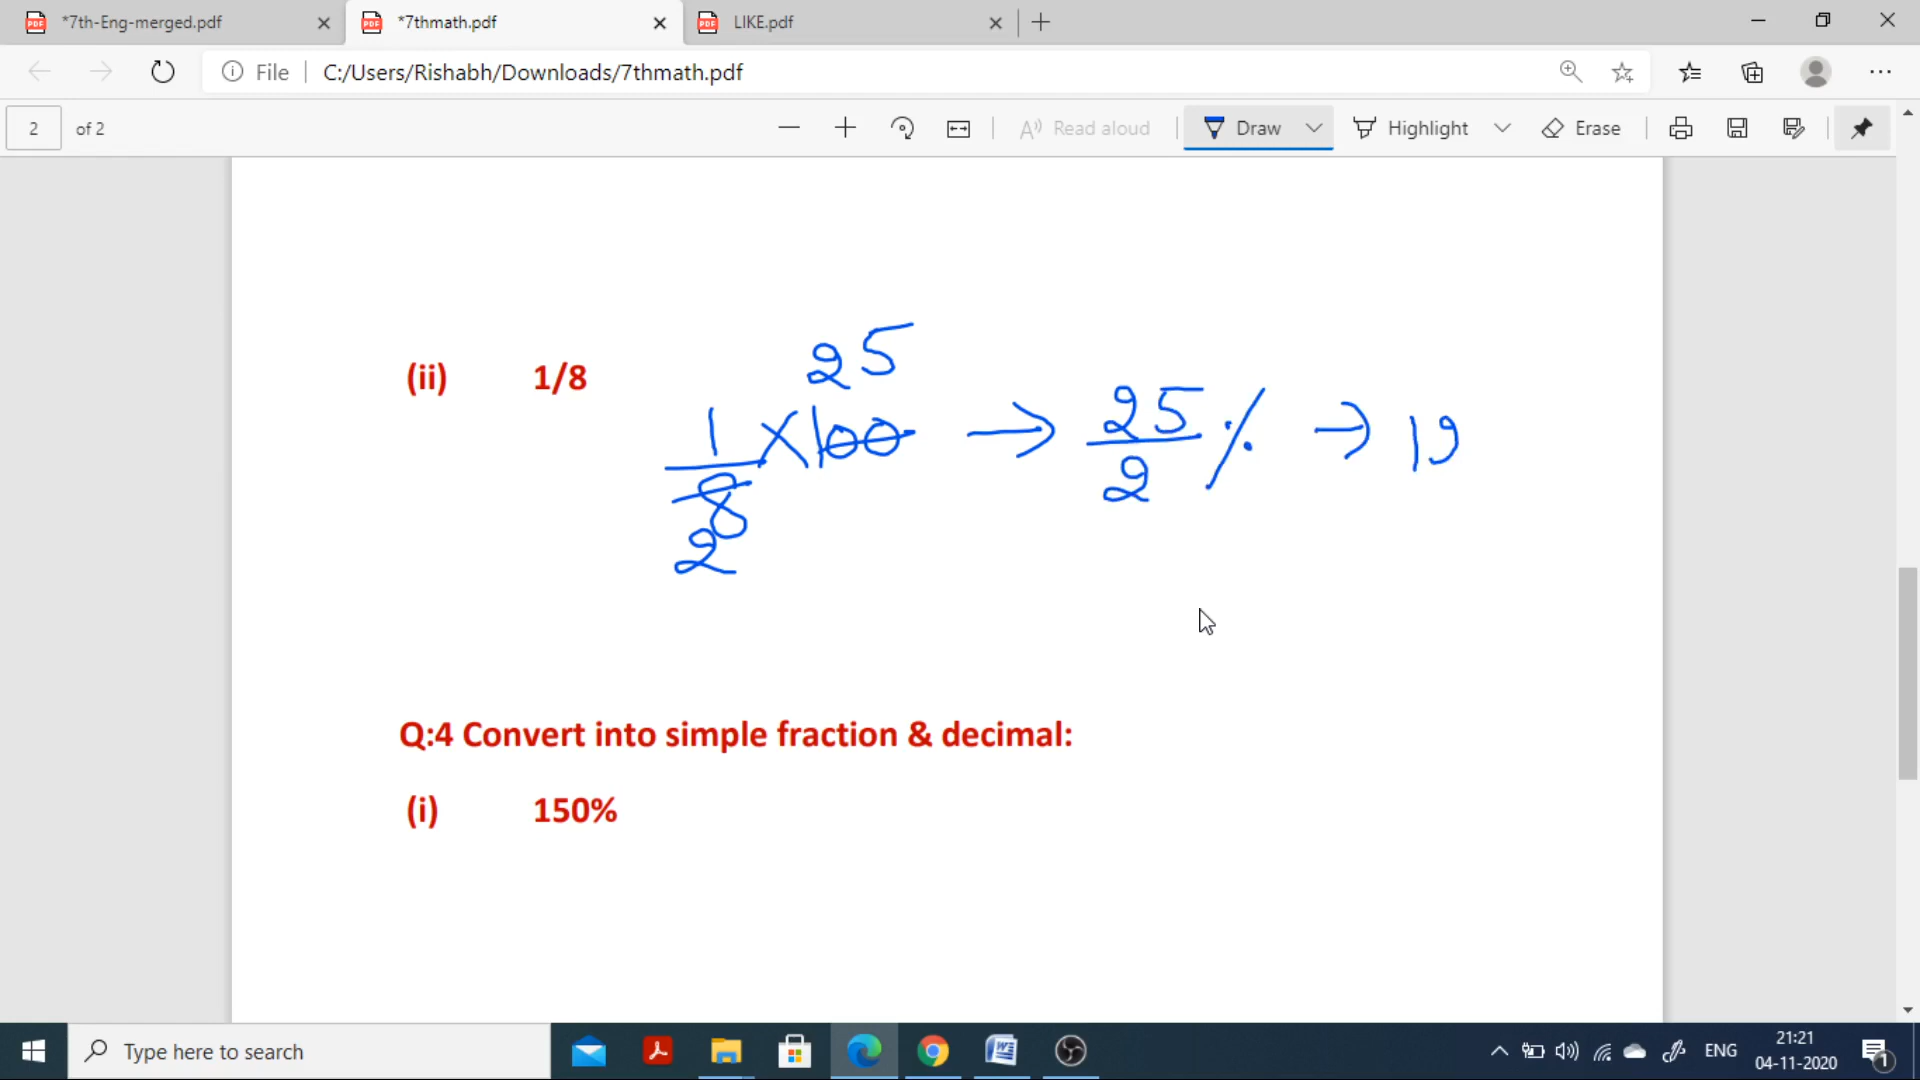 *7th-Eng-merged.pdf
*7thmath.pdf
LIKE.pdf
File
C:/Users/Rishabh/Downloads/7thmath.pdf
2 of 2
Read aloud
Draw
Highlight
Erase
(ii) 1/8
25
1/8 ×100 → 25/2 % → 1
2
Q:4 Convert into simple fraction & decimal:
(i) 150%
Type here to search
ENG
21:21
04-11-2020
1